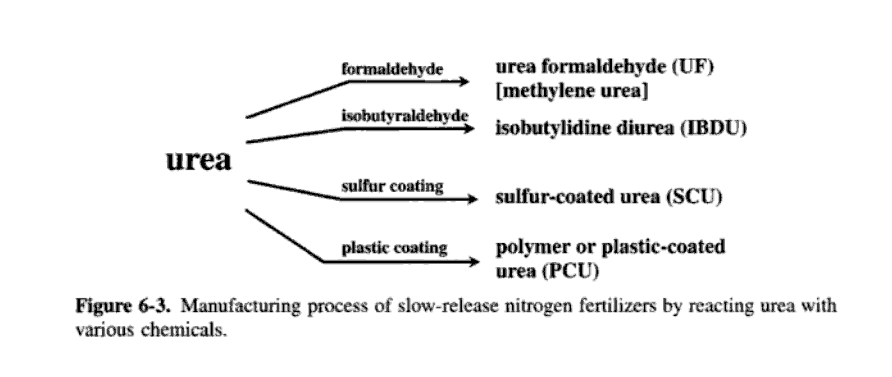 formaldehyde
urea formaldehyde (UF)
[methylene urea]
isobutyraldehyde
isobutylidine diurea (IBDU)
urea
sulfur coating
sulfur-coated urea (SCU)
plastic coating
polymer or plastic-coated
urea (PCU)
Figure 6-3. Manufacturing process of slow-release nitrogen fertilizers by reacting urea with
various chemicals.